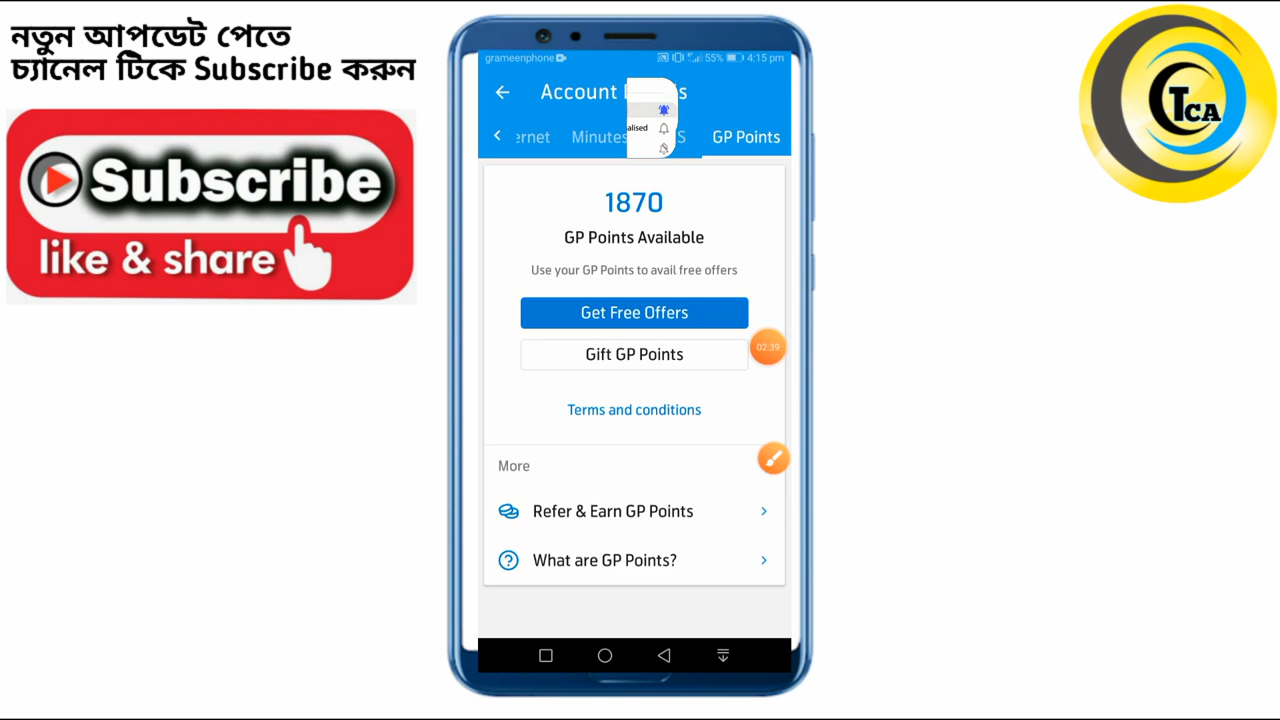 নতুন আপডেট পেতে
চ্যানেল টিকে Subscribe করুন
Subscribe
like & share
TCA
grameenphone
55% 4:15 pm
Account
alised
ernet Minutes S GP Points
1870
GP Points Available
Use your GP Points to avail free offers
Get Free Offers
02:39
Gift GP Points
Terms and conditions
More
Refer & Earn GP Points
What are GP Points?